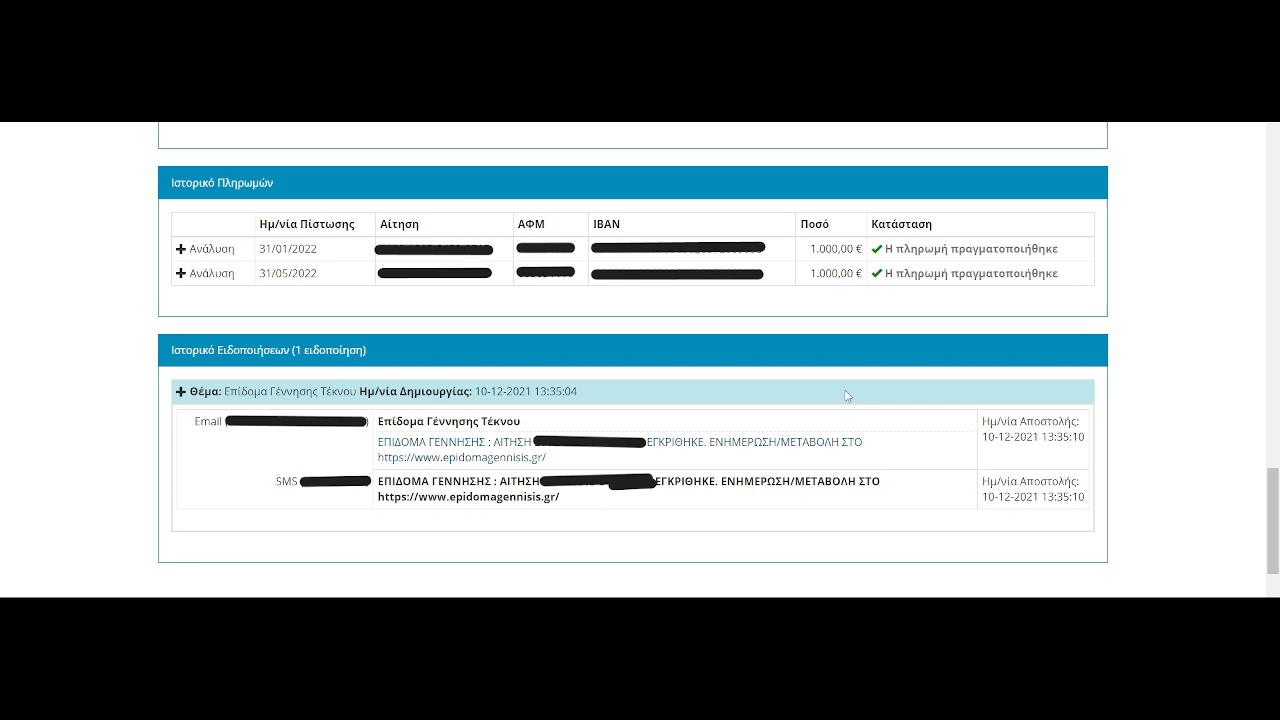 Ιστορικό Πληρωμών
Ημ/νία Πίστωσης Αίτηση ΑΦΜ IBAN Ποσό Κατάσταση
Ανάλυση 31/01/2022 1.000,00 € Η πληρωμή πραγματοποιήθηκε
Ανάλυση 31/05/2022 1.000,00 € Η πληρωμή πραγματοποιήθηκε
Ιστορικό Ειδοποιήσεων (1 ειδοποίηση)
Θέμα: Επίδομα Γέννησης Τέκνου Ημ/νία Δημιουργίας: 10-12-2021 13:35:04
Email Επίδομα Γέννησης Τέκνου Ημ/νία Αποστολής:
10-12-2021 13:35:10
ΕΠΙΔΟΜΑ ΓΕΝΝΗΣΗΣ : ΑΙΤΗΣΗ ΕΓΚΡΙΘΗΚΕ. ΕΝΗΜΕΡΩΣΗ/ΜΕΤΑΒΟΛΗ ΣΤΟ
https://www.epidomagennisis.gr/
SMS ΕΠΙΔΟΜΑ ΓΕΝΝΗΣΗΣ : ΑΙΤΗΣΗ ΕΓΚΡΙΘΗΚΕ. ΕΝΗΜΕΡΩΣΗ/ΜΕΤΑΒΟΛΗ ΣΤΟ Ημ/νία Αποστολής:
https://www.epidomagennisis.gr/ 10-12-2021 13:35:10